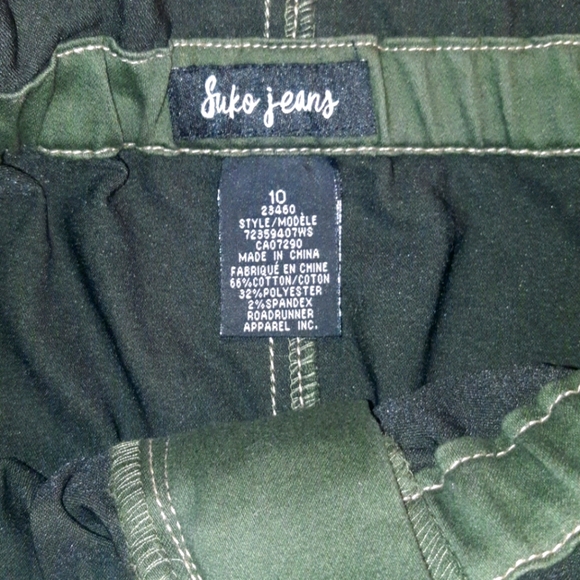 Suko jeans
10
23460
STYLE/MODÈLE
72359407WS
CA07290
MADE IN CHINA
FABRIQUÉ EN CHINE
66%COTTON/COTON
32%POLYESTER
2%SPANDEX
ROADRUNNER
APPAREL INC.